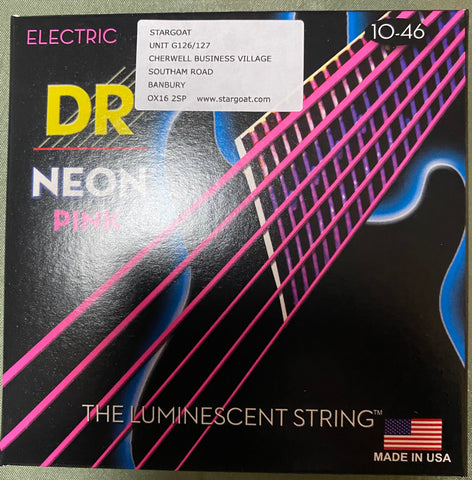 ELECTRIC
STARGOAT
UNIT G126/127
CHERWELL BUSINESS VILLAGE
SOUTHAM ROAD
BANBURY
OX16 2SP www.stargoat.com
10-46
DR
NEON
PINK
THE LUMINESCENT STRING™
MADE IN USA